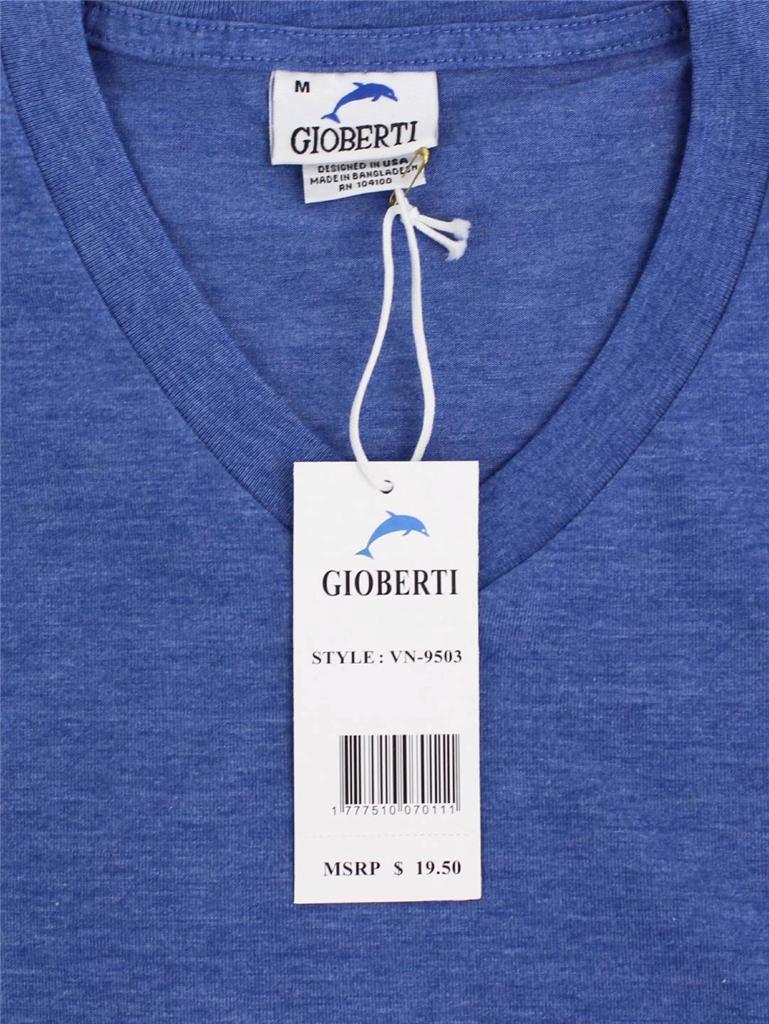 M
GIOBERTI
DESIGNED IN USA
MADE IN BANGLADESH
RN 104100
GIOBERTI
STYLE : VN-9503
1 777510 070111
MSRP $ 19.50